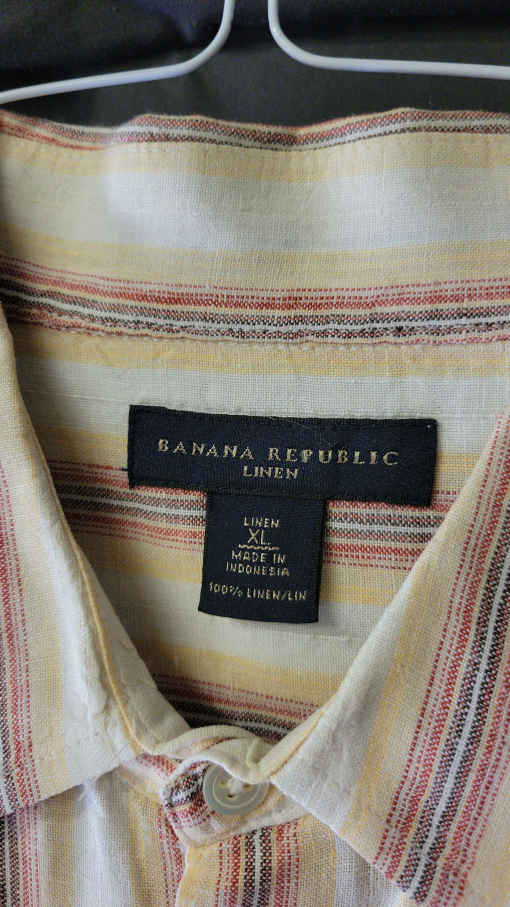 BANANA REPUBLIC
LINEN
LINEN
XL
MADE IN
INDONESIA
100% LINEN/LIN